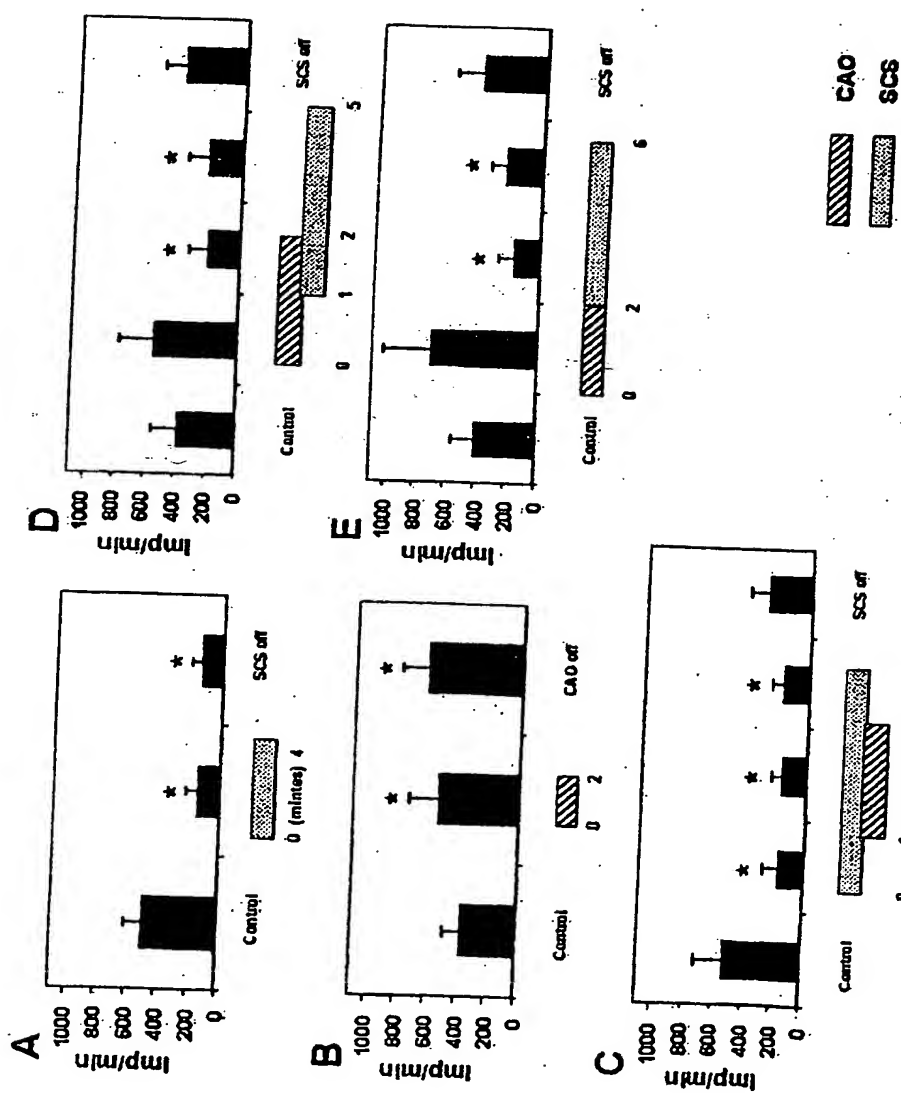 A
Imp/min
1000
800
600
400
200
0
*
*
Control
SCS off
0 (mintes) 4
B
Imp/min
1000
800
600
400
200
0
*
*
Control
CAO off
0 2
C
Imp/min
1000
800
600
400
200
0
*
*
*
Control
SCS off
D
Imp/min
1000
800
600
400
200
0
*
*
Control
SCS off
0 1 2 5
E
Imp/min
1000
800
600
400
200
0
*
*
Control
SCS off
0 2 6
CAO
SCS